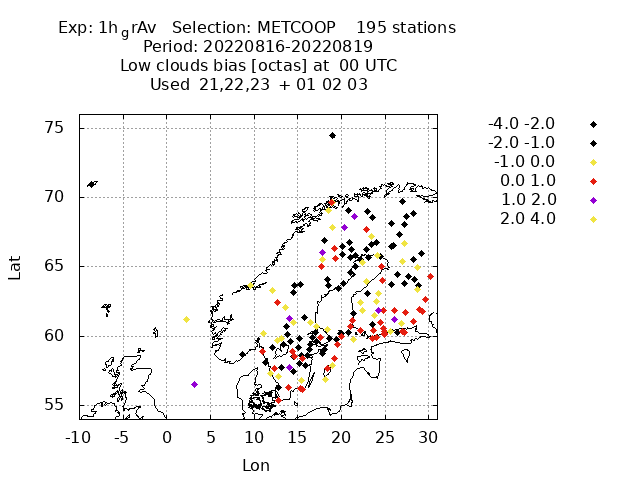 Exp: 1h_grAv   Selection: METCOOP    195 stations
Period: 20220816-20220819
Low clouds bias [octas] at  00 UTC
Used  21,22,23  + 01 02 03
75
70
65
60
55
-10 -5 0 5 10 15 20 25 30
Lat
Lon
-4.0 -2.0
-2.0 -1.0
-1.0 0.0
0.0 1.0
1.0 2.0
2.0 4.0